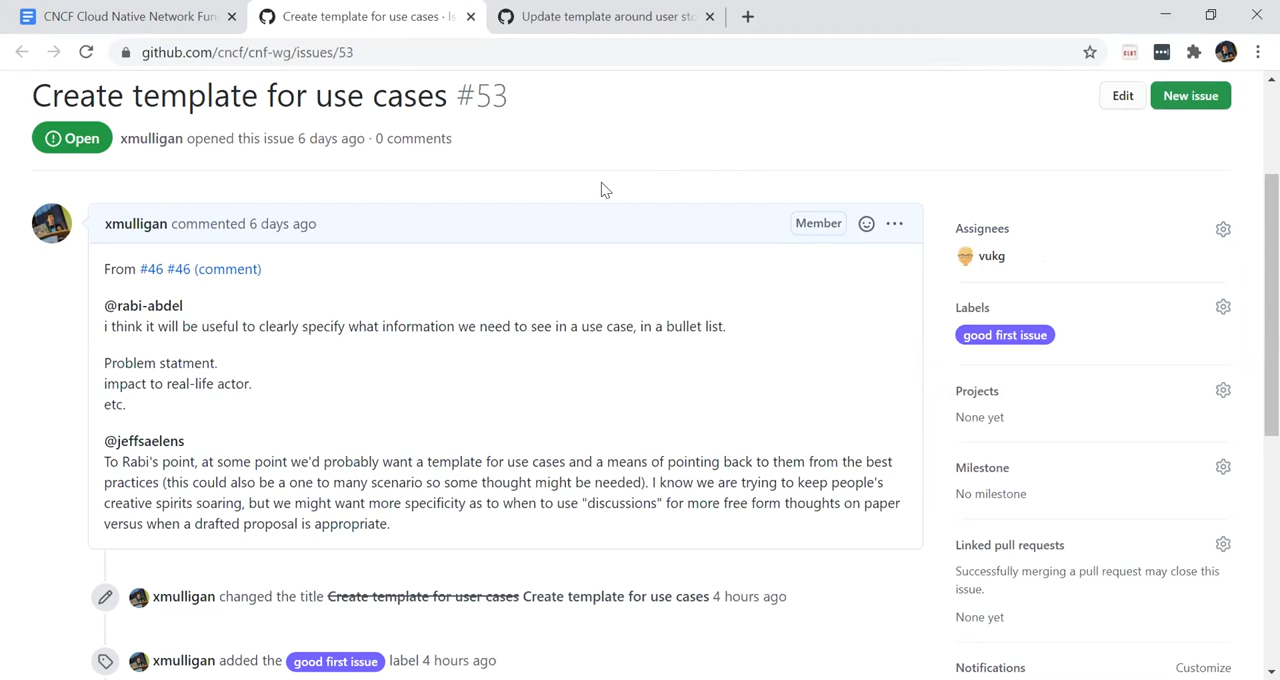 CNCF Cloud Native Network Fun
Create template for use cases · Is
Update template around user sto
github.com/cncf/cnf-wg/issues/53
Create template for use cases #53
Edit
New issue
Open
xmulligan opened this issue 6 days ago · 0 comments
xmulligan commented 6 days ago
Member
From #46 #46 (comment)
@rabi-abdel
i think it will be useful to clearly specify what information we need to see in a use case, in a bullet list.
Problem statment.
impact to real-life actor.
etc.
@jeffsaelens
To Rabi's point, at some point we'd probably want a template for use cases and a means of pointing back to them from the best
practices (this could also be a one to many scenario so some thought might be needed). I know we are trying to keep people's
creative spirits soaring, but we might want more specificity as to when to use "discussions" for more free form thoughts on paper
versus when a drafted proposal is appropriate.
xmulligan changed the title Create template for user cases Create template for use cases 4 hours ago
xmulligan added the good first issue label 4 hours ago
Assignees
vukg
Labels
good first issue
Projects
None yet
Milestone
No milestone
Linked pull requests
Successfully merging a pull request may close this
issue.
None yet
Notifications
Customize